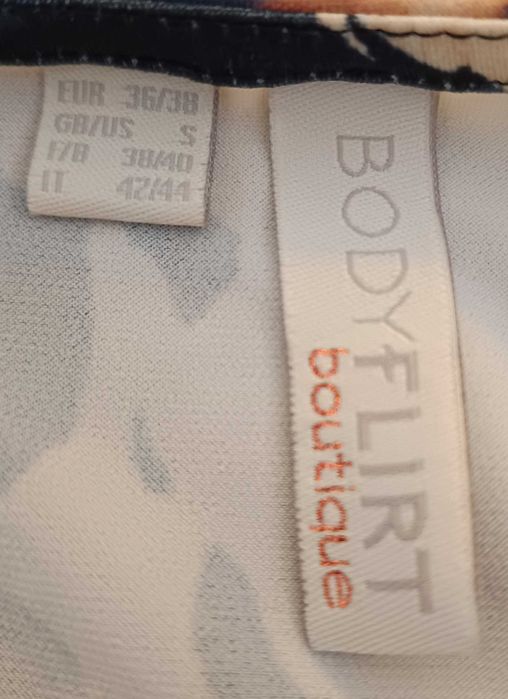 EUR 36/38
GB/US S
F/B 38/40
IT 42/44
BODYFLIRT
boutique